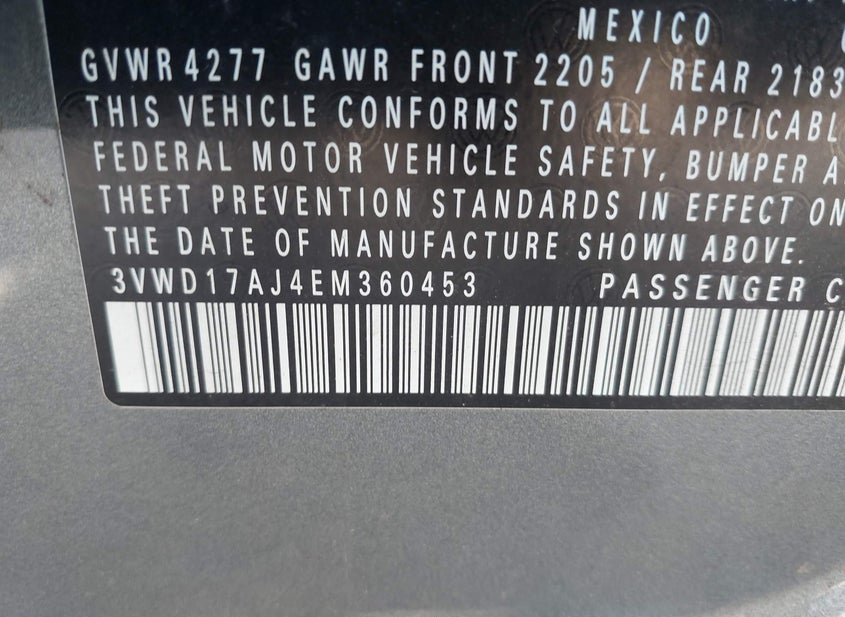 MEXICO
GVWR 4277 GAWR FRONT 2205 / REAR 2183
THIS VEHICLE CONFORMS TO ALL APPLICABL
FEDERAL MOTOR VEHICLE SAFETY, BUMPER A
THEFT PREVENTION STANDARDS IN EFFECT ON
THE DATE OF MANUFACTURE SHOWN ABOVE.
3VWD17AJ4EM360453 PASSENGER C